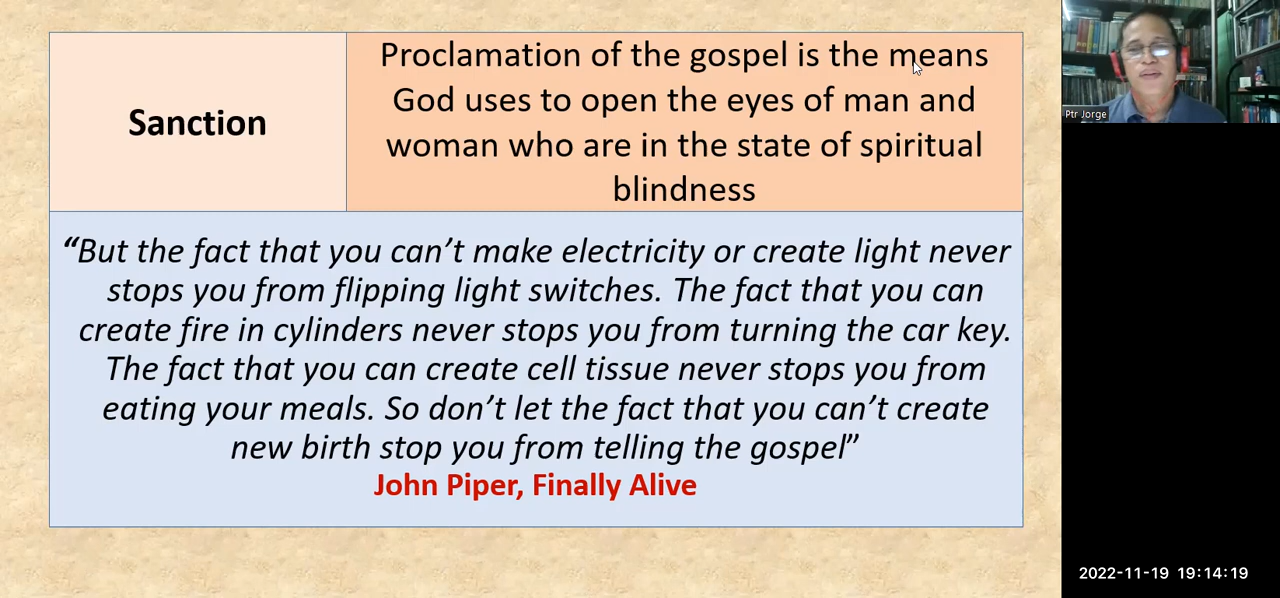 Sanction
Proclamation of the gospel is the means
God uses to open the eyes of man and
woman who are in the state of spiritual
blindness
“But the fact that you can’t make electricity or create light never
stops you from flipping light switches. The fact that you can
create fire in cylinders never stops you from turning the car key.
The fact that you can create cell tissue never stops you from
eating your meals. So don’t let the fact that you can’t create
new birth stop you from telling the gospel”
John Piper, Finally Alive
Ptr Jorge
2022-11-19 19:14:19